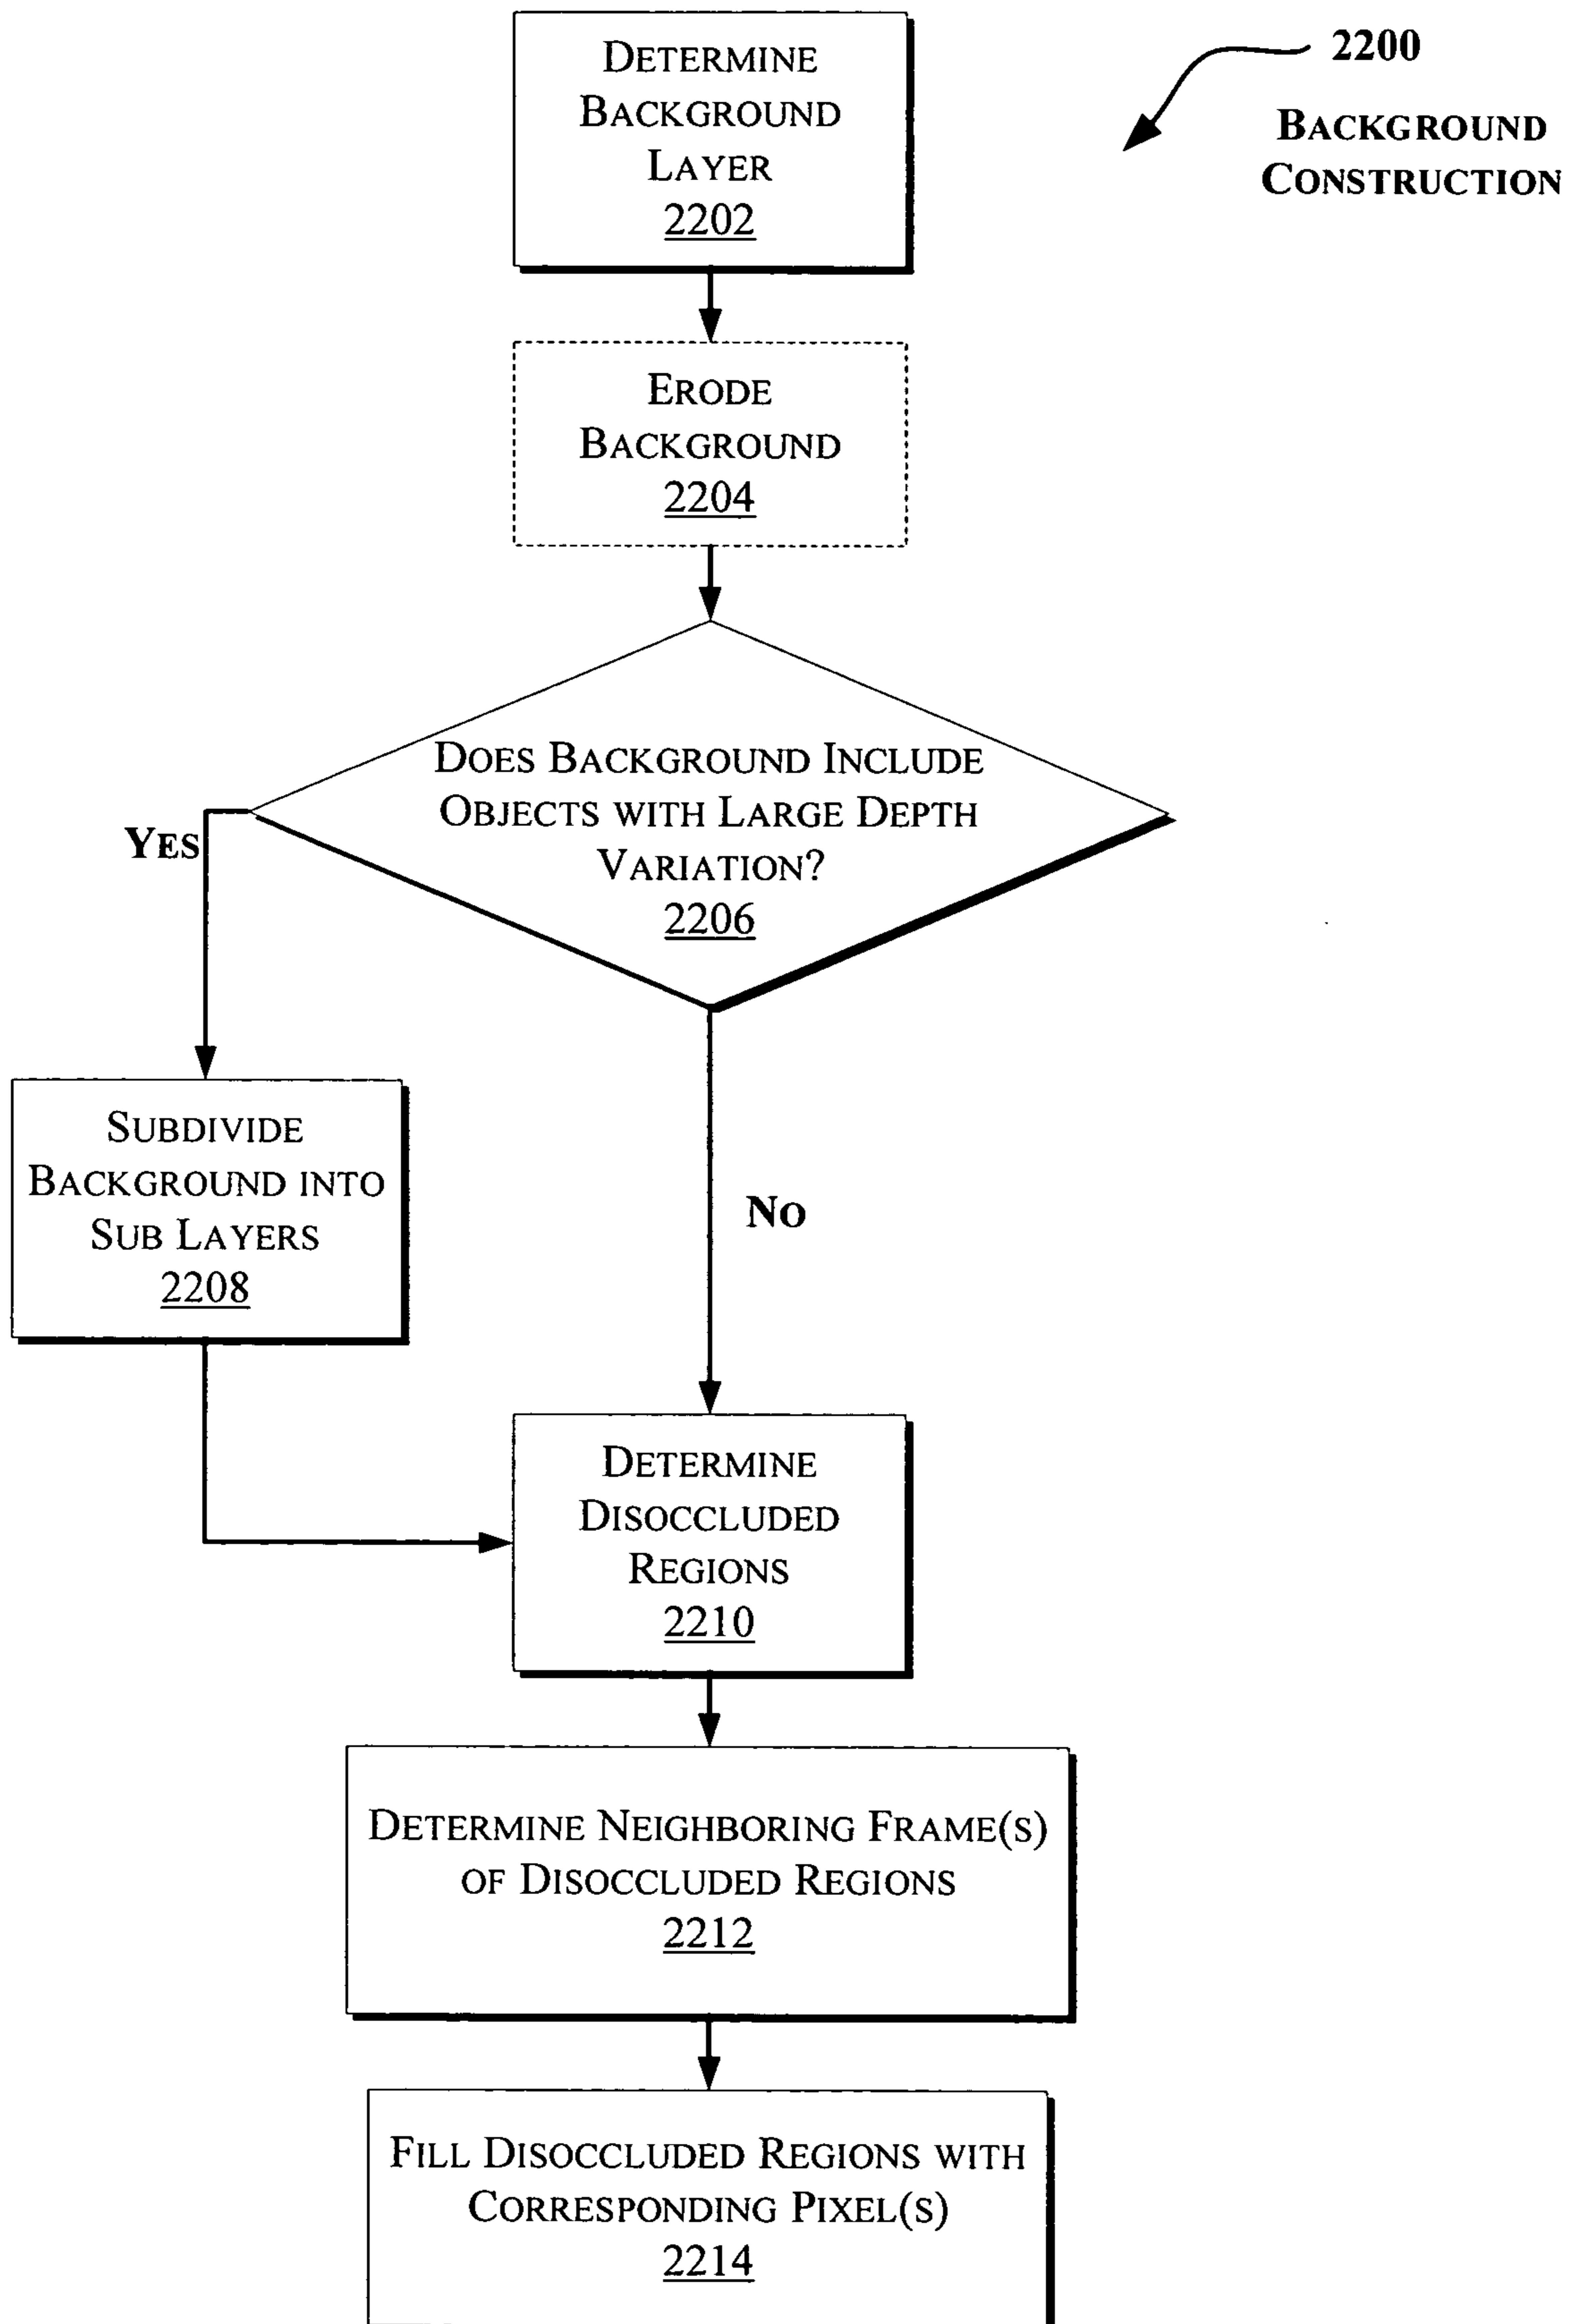 DETERMINE
BACKGROUND
LAYER
2202
2200
BACKGROUND
CONSTRUCTION
ERODE
BACKGROUND
2204
DOES BACKGROUND INCLUDE
OBJECTS WITH LARGE DEPTH
VARIATION?
2206
YES
SUBDIVIDE
BACKGROUND INTO
SUB LAYERS
2208
NO
DETERMINE
DISOCCLUDED
REGIONS
2210
DETERMINE NEIGHBORING FRAME(S)
OF DISOCCLUDED REGIONS
2212
FILL DISOCCLUDED REGIONS WITH
CORRESPONDING PIXEL(S)
2214